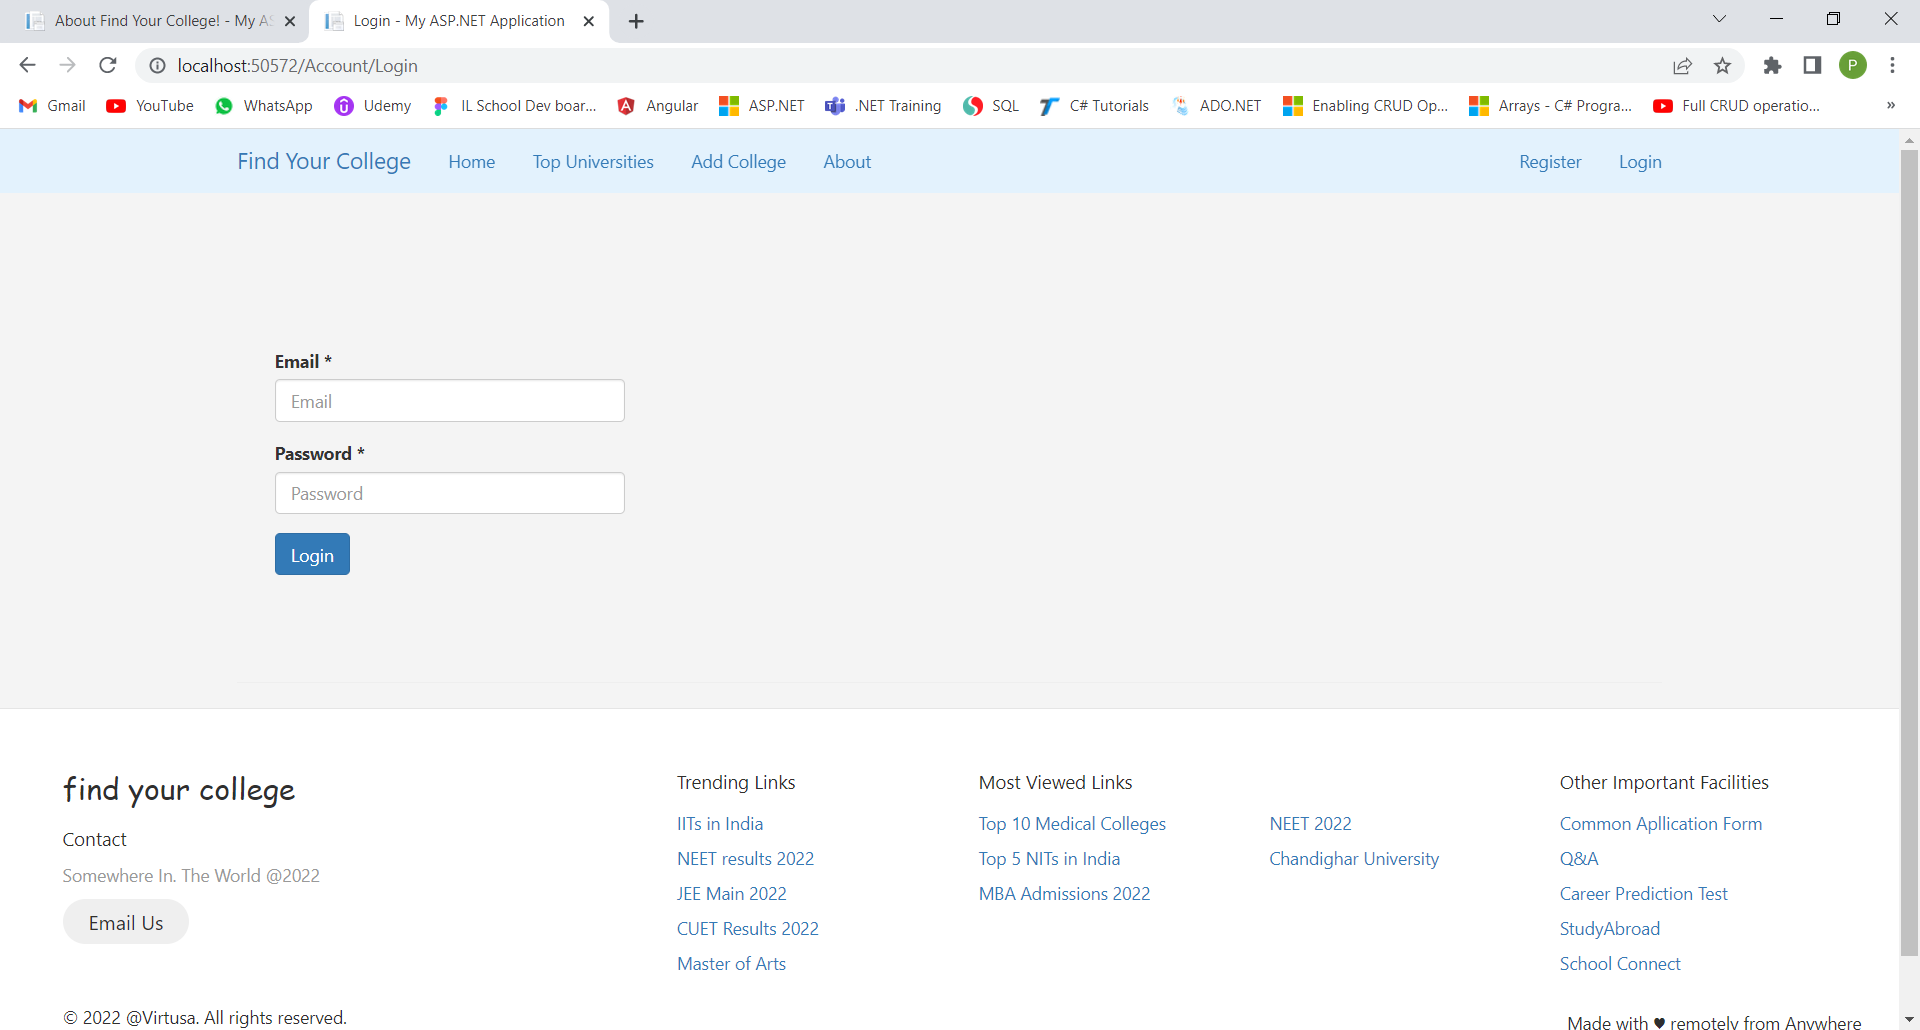 About Find Your College! - My AS
Login - My ASP.NET Application
localhost:50572/Account/Login
P
Gmail YouTube WhatsApp Udemy IL School Dev boar... Angular ASP.NET .NET Training SQL C# Tutorials ADO.NET Enabling CRUD Op... Arrays - C# Progra... Full CRUD operatio... »
Find Your College Home Top Universities Add College About Register Login
Email *
Email
Password *
Password
Login
find your college
Contact
Somewhere In. The World @2022
Email Us
Trending Links
IITs in India
NEET results 2022
JEE Main 2022
CUET Results 2022
Master of Arts
Most Viewed Links
Top 10 Medical Colleges
Top 5 NITs in India
MBA Admissions 2022
NEET 2022
Chandighar University
Other Important Facilities
Common Apllication Form
Q&A
Career Prediction Test
StudyAbroad
School Connect
© 2022 @Virtusa. All rights reserved.
Made with ♥ remotely from Anywhere